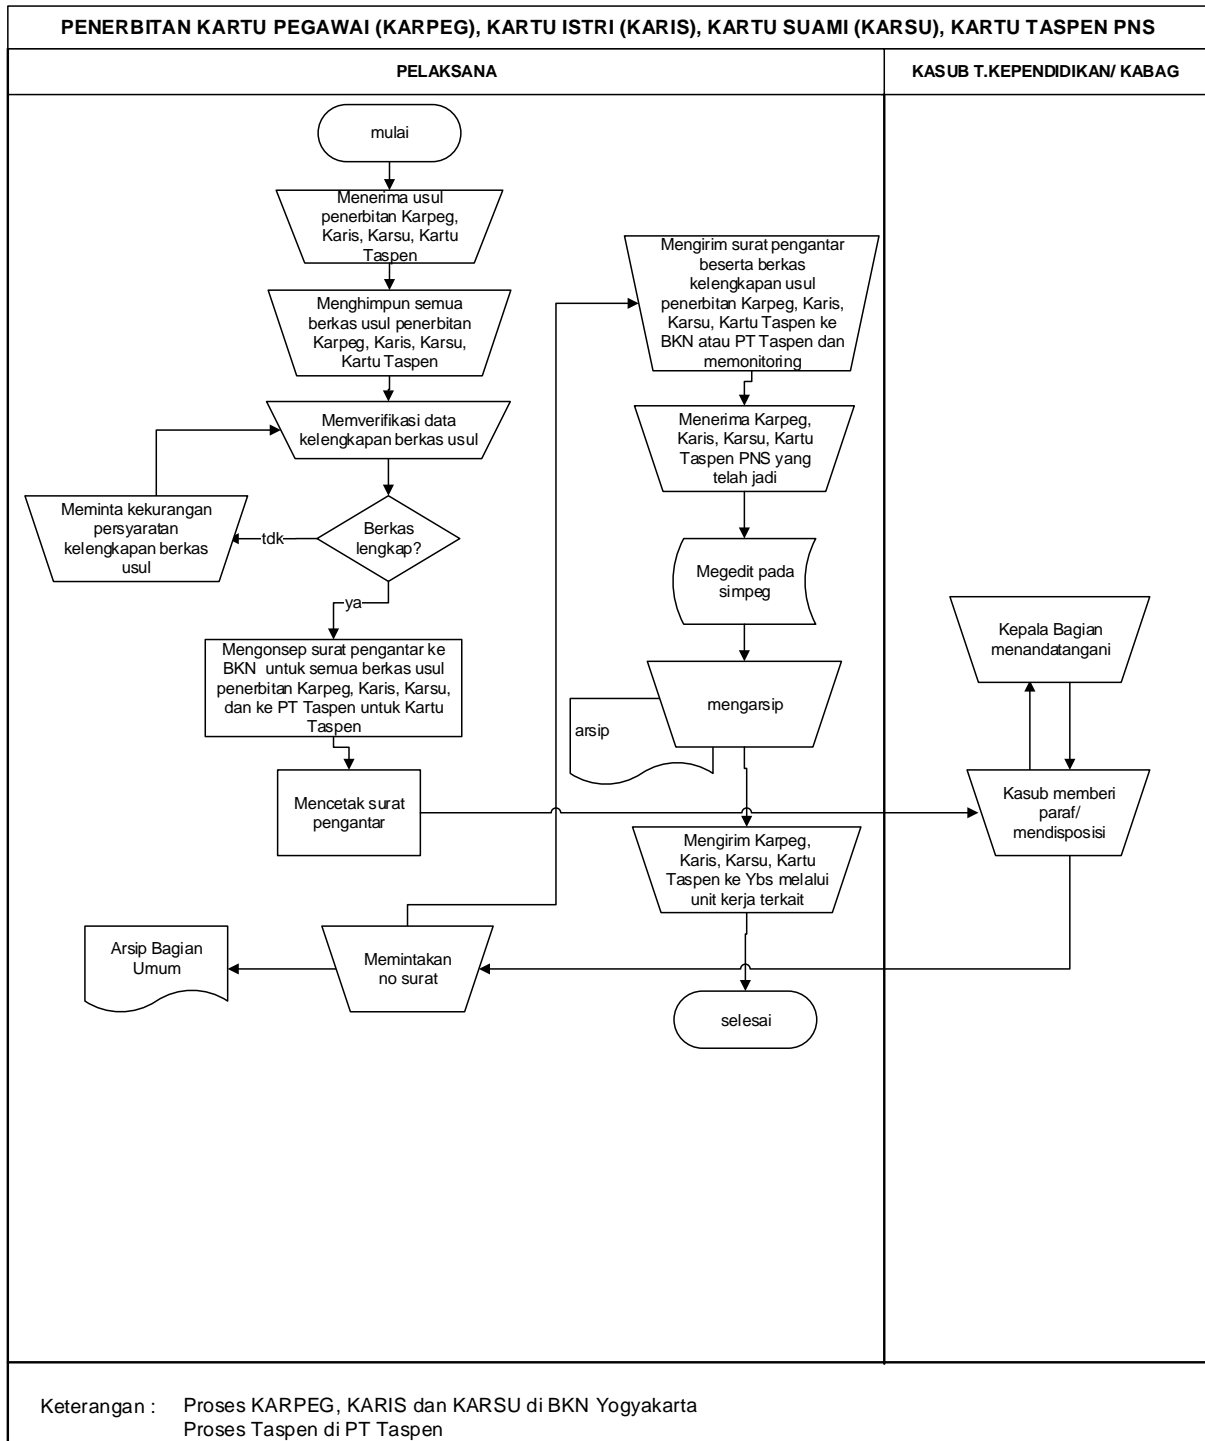 PENERBITAN KARTU PEGAWAI (KARPEG), KARTU ISTRI (KARIS), KARTU SUAMI (KARSU), KARTU TASPEN PNS
PELAKSANA
KASUB T.KEPENDIDIKAN/ KABAG
mulai
Menerima usul
penerbitan Karpeg,
Karis, Karsu, Kartu
Taspen
Menghimpun semua
berkas usul penerbitan
Karpeg, Karis, Karsu,
Kartu Taspen
Memverifikasi data
kelengkapan berkas usul
Meminta kekurangan
persyaratan
kelengkapan berkas
usul
tdk
Berkas
lengkap?
ya
Mengonsep surat pengantar ke
BKN untuk semua berkas usul
penerbitan Karpeg, Karis, Karsu,
dan ke PT Taspen untuk Kartu
Taspen
Mencetak surat
pengantar
Kepala Bagian
menandatangani
Kasub memberi
paraf/
mendisposisi
Memintakan
no surat
Arsip Bagian
Umum
Mengirim surat pengantar
beserta berkas
kelengkapan usul
penerbitan Karpeg, Karis,
Karsu, Kartu Taspen ke
BKN atau PT Taspen dan
memonitoring
Menerima Karpeg,
Karis, Karsu, Kartu
Taspen PNS yang
telah jadi
Megedit pada
simpeg
mengarsip
arsip
Mengirim Karpeg,
Karis, Karsu, Kartu
Taspen ke Ybs melalui
unit kerja terkait
selesai
Keterangan : Proses KARPEG, KARIS dan KARSU di BKN Yogyakarta
Proses Taspen di PT Taspen